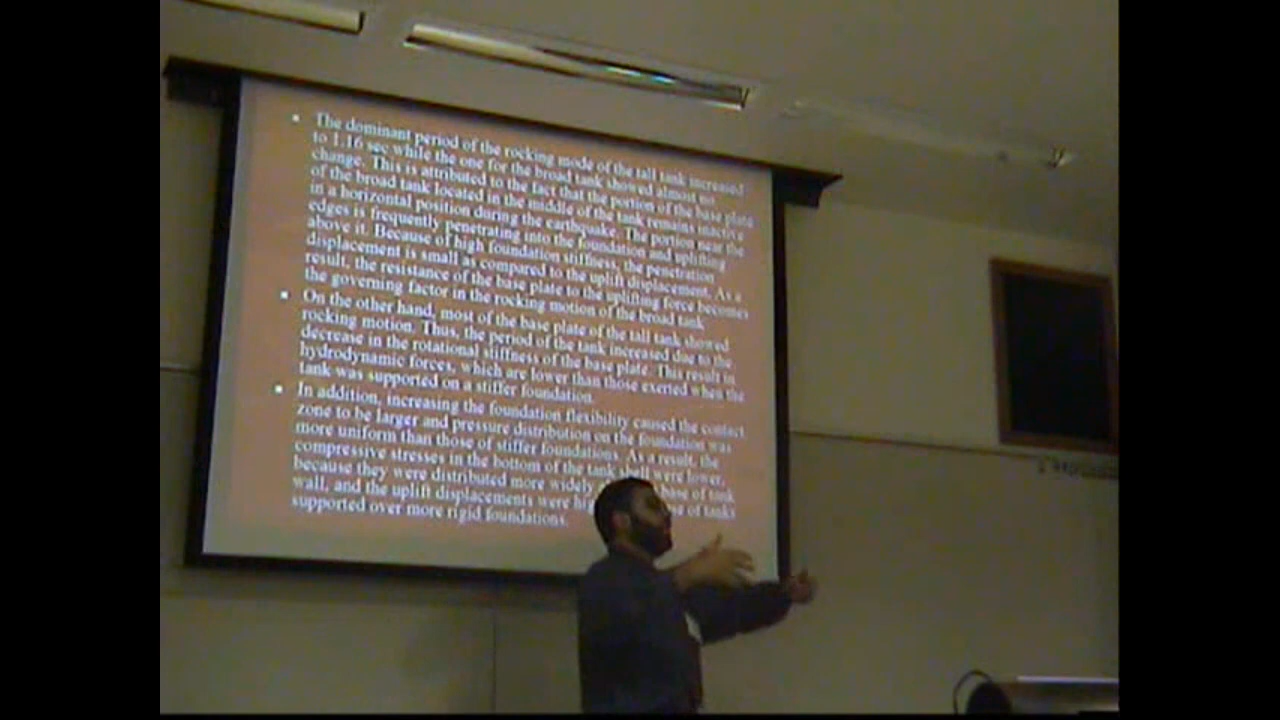 The dominant period of the rocking mode of the tall tank increased
to 1.16 sec while the one for the broad tank showed almost no
change. This is attributed to the fact that the portion of the base plate
of the broad tank located in the middle of the tank remains inactive
in a horizontal position during the earthquake. The portion near the
edges is frequently penetrating into the foundation and uplifting
above it. Because of high foundation stiffness, the penetration
displacement is small as compared to the uplift displacement. As a
result, the resistance of the base plate to the uplifting force becomes
the governing factor in the rocking motion of the broad tank
On the other hand, most of the base plate of the tall tank showed
rocking motion. Thus, the period of the tank increased due to the
decrease in the rotational stiffness of the base plate. This result in
hydrodynamic forces, which are lower than those exerted when the
tank was supported on a stiffer foundation.
In addition, increasing the foundation flexibility caused the contact
zone to be larger and pressure distribution on the foundation was
more uniform than those of stiffer foundations. As a result, the
compressive stresses in the bottom of the tank shell were lower,
because they were distributed more widely base of tank
wall, and the uplift displacements were of tanks
supported over more rigid foundations.